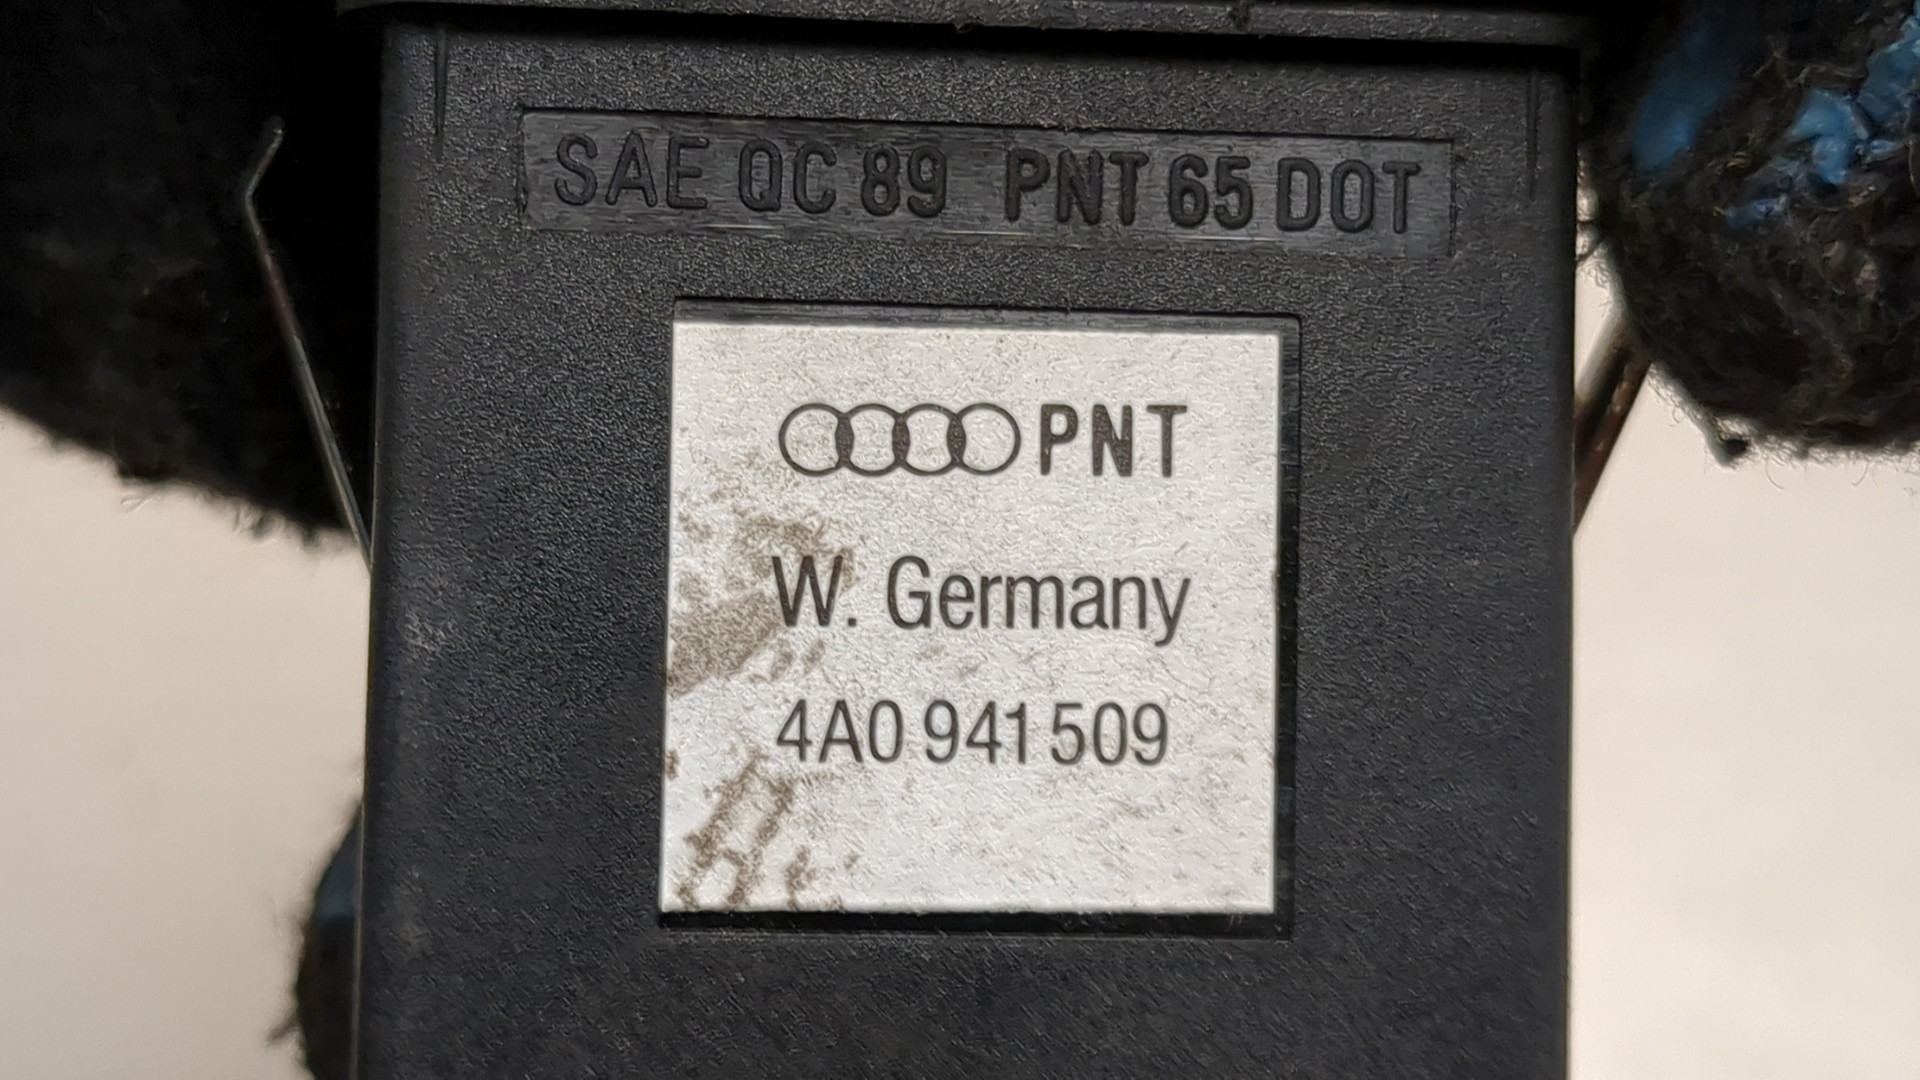 SAE QC 89 PNT 65 DOT
PNT
W. Germany
4A0 941 509